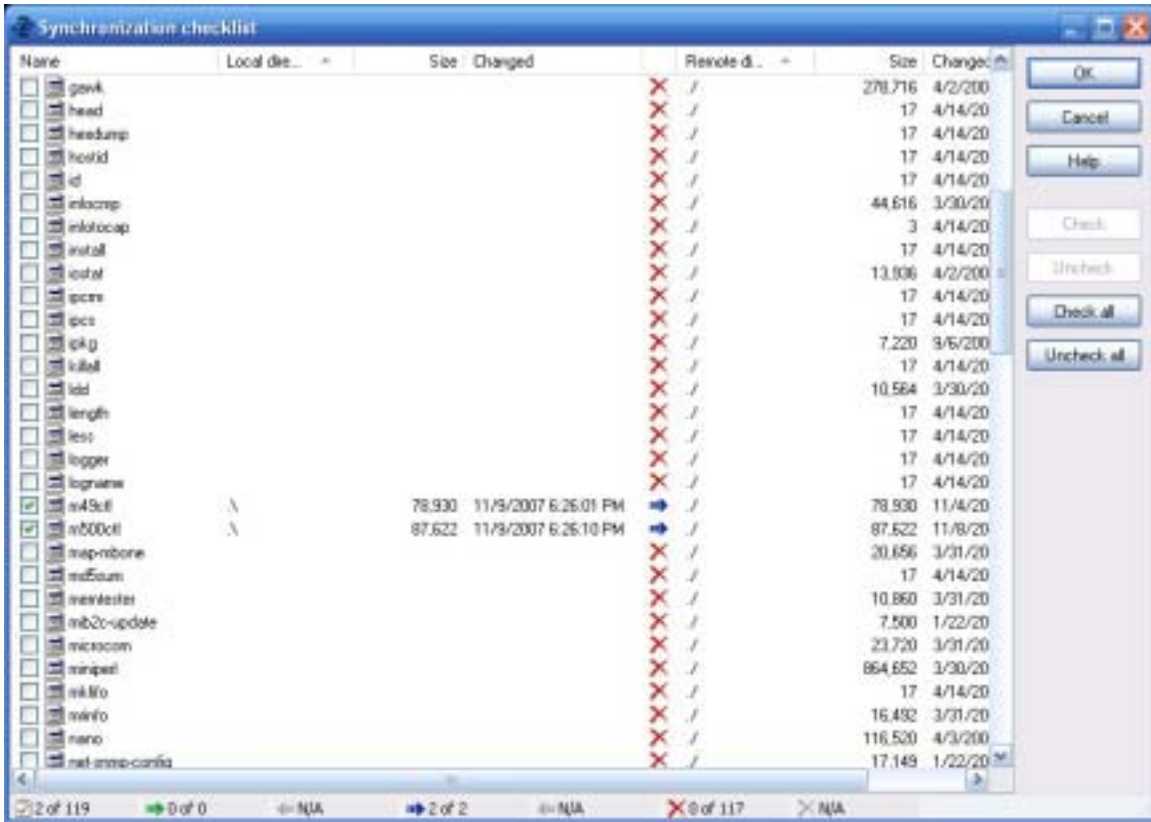 Synchronization checklist
Name Local dire... Size Changed Remote di... Size Changed
gawk ./ 278,716 4/2/200
head ./ 17 4/14/20
hexdump ./ 17 4/14/20
hostid ./ 17 4/14/20
id ./ 17 4/14/20
infocmp ./ 44,616 3/30/20
infotocap ./ 3 4/14/20
install ./ 17 4/14/20
iostat ./ 13,936 4/2/200
ipcrm ./ 17 4/14/20
ipcs ./ 17 4/14/20
ipkg ./ 7,220 9/6/200
killall ./ 17 4/14/20
ldd ./ 10,564 3/30/20
length ./ 17 4/14/20
less ./ 17 4/14/20
logger ./ 17 4/14/20
logname ./ 17 4/14/20
m49ctl .\ 78,930 11/9/2007 6:26:01 PM ./ 78,930 11/4/20
m500ctl .\ 87,622 11/9/2007 6:26:10 PM ./ 87,622 11/8/20
map-mbone ./ 20,656 3/31/20
md5sum ./ 17 4/14/20
memtester ./ 10,860 3/31/20
mib2c-update ./ 7,500 1/22/20
microcom ./ 23,720 3/31/20
miniperl ./ 864,652 3/30/20
mkfifo ./ 17 4/14/20
mminfo ./ 16,492 3/31/20
nano ./ 116,520 4/3/200
net-snmp-config ./ 17,149 1/22/20
OK
Cancel
Help
Check
Uncheck
Check all
Uncheck all
2 of 119 0 of 0 N/A 2 of 2 N/A 0 of 117 N/A